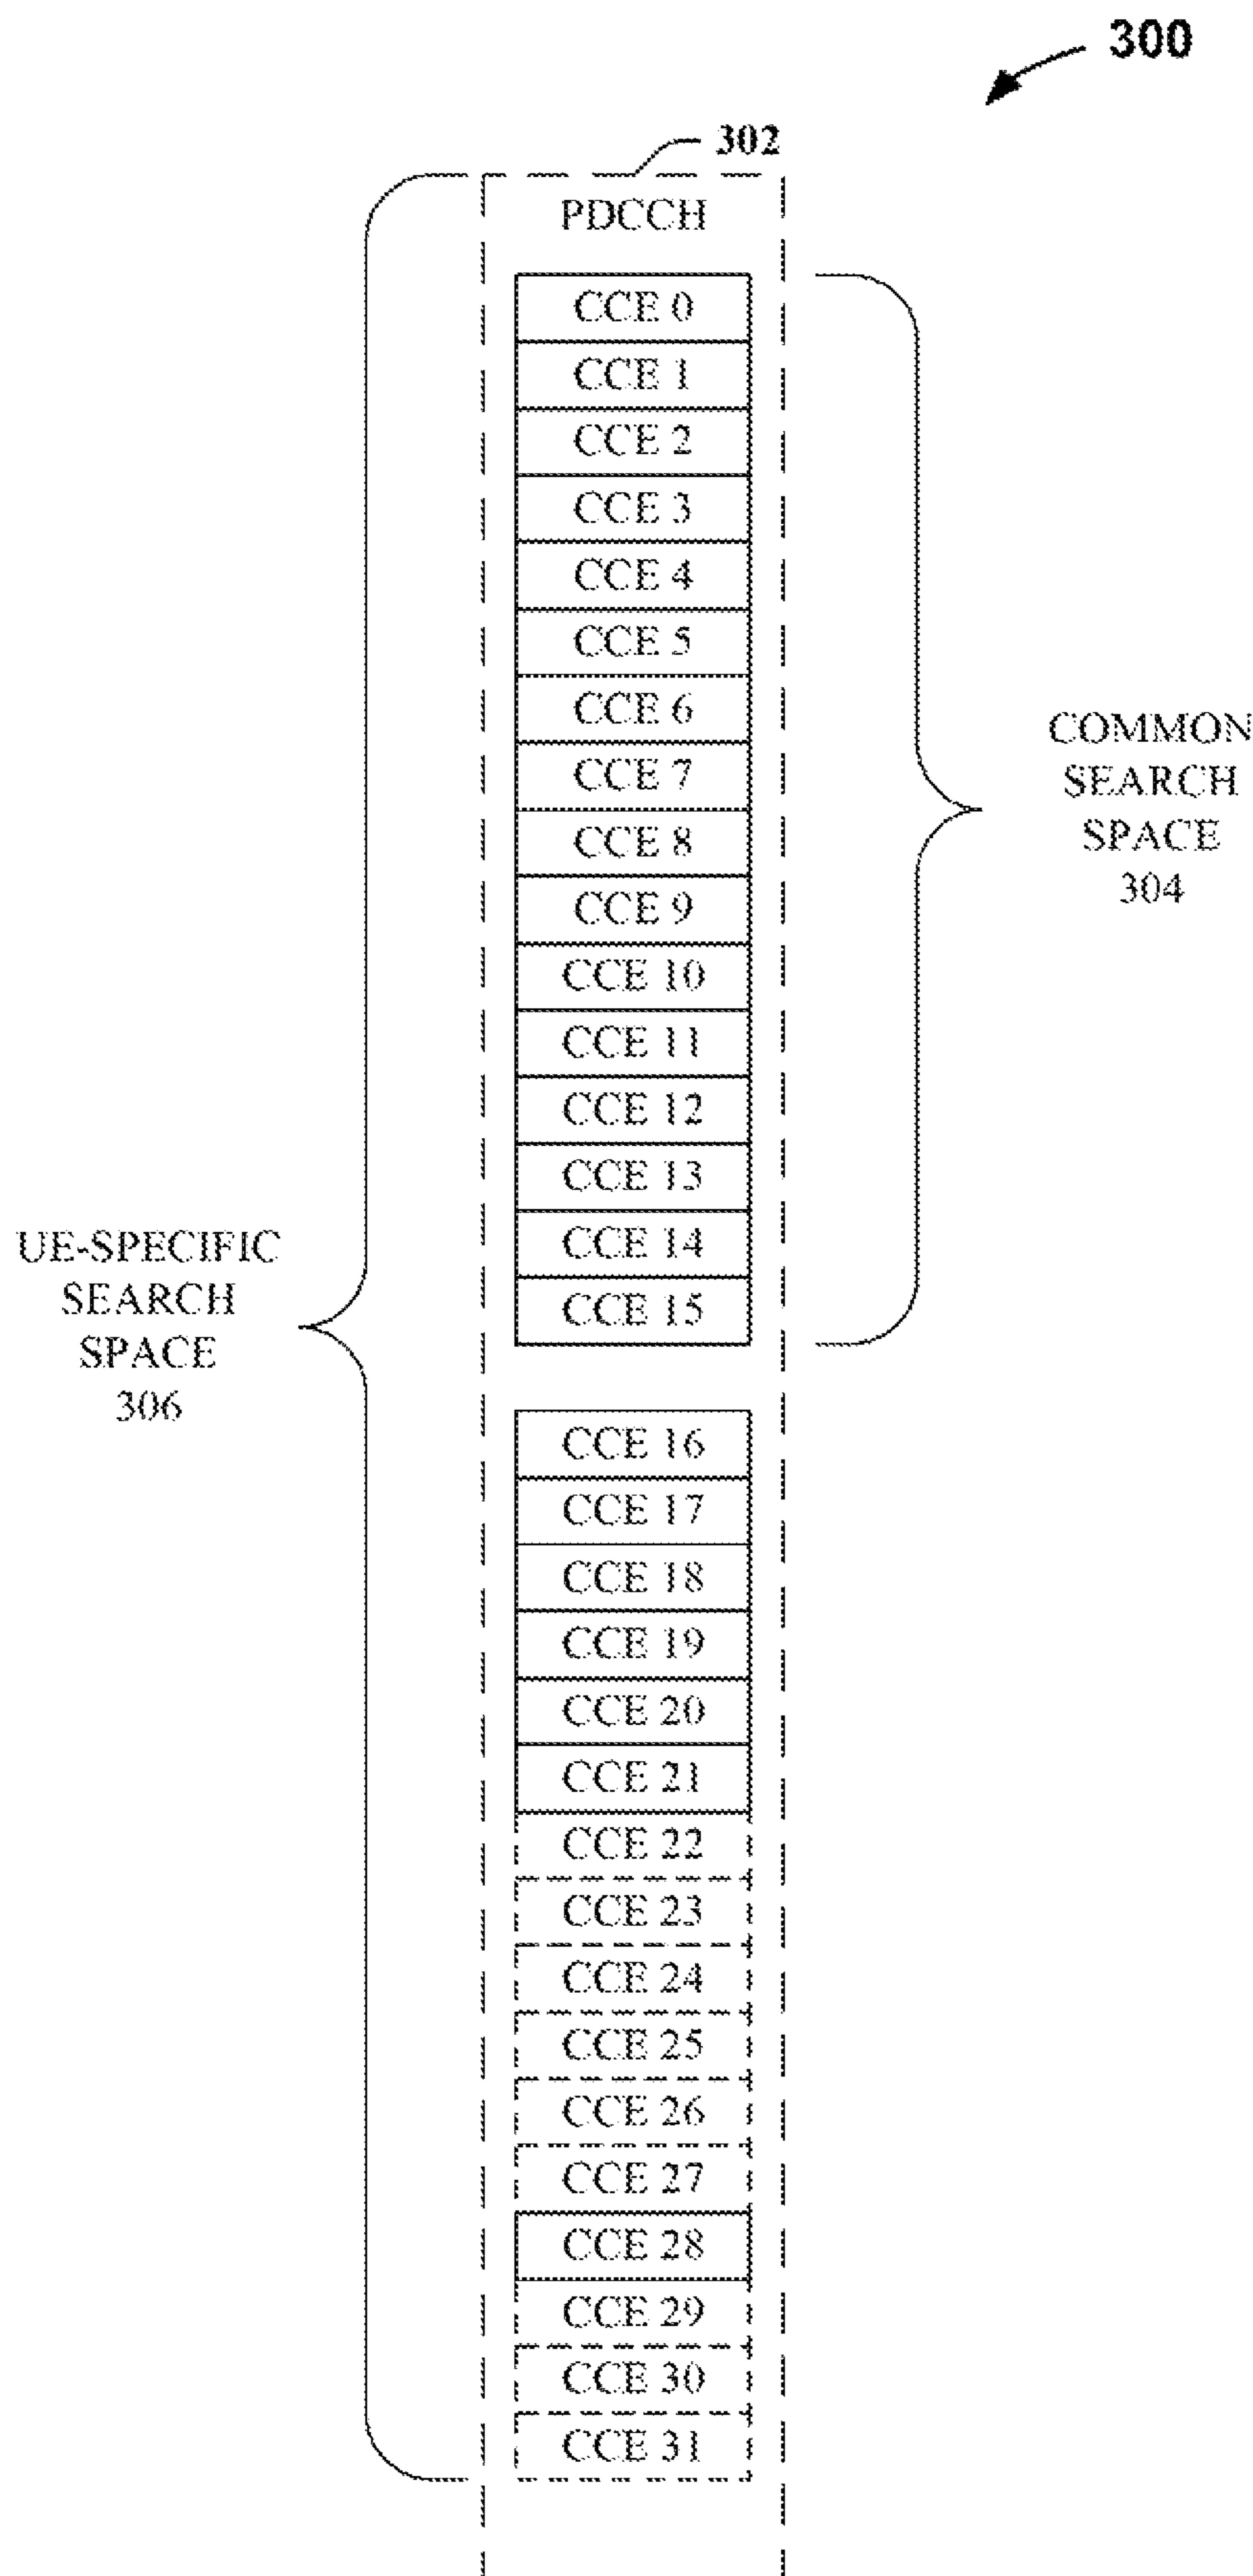 300
302
PDCCH
CCE 0
CCE 1
CCE 2
CCE 3
CCE 4
CCE 5
CCE 6
CCE 7
CCE 8
CCE 9
CCE 10
CCE 11
CCE 12
CCE 13
CCE 14
CCE 15
COMMON
SEARCH
SPACE
304
UE-SPECIFIC
SEARCH
SPACE
306
CCE 16
CCE 17
CCE 18
CCE 19
CCE 20
CCE 21
CCE 22
CCE 23
CCE 24
CCE 25
CCE 26
CCE 27
CCE 28
CCE 29
CCE 30
CCE 31